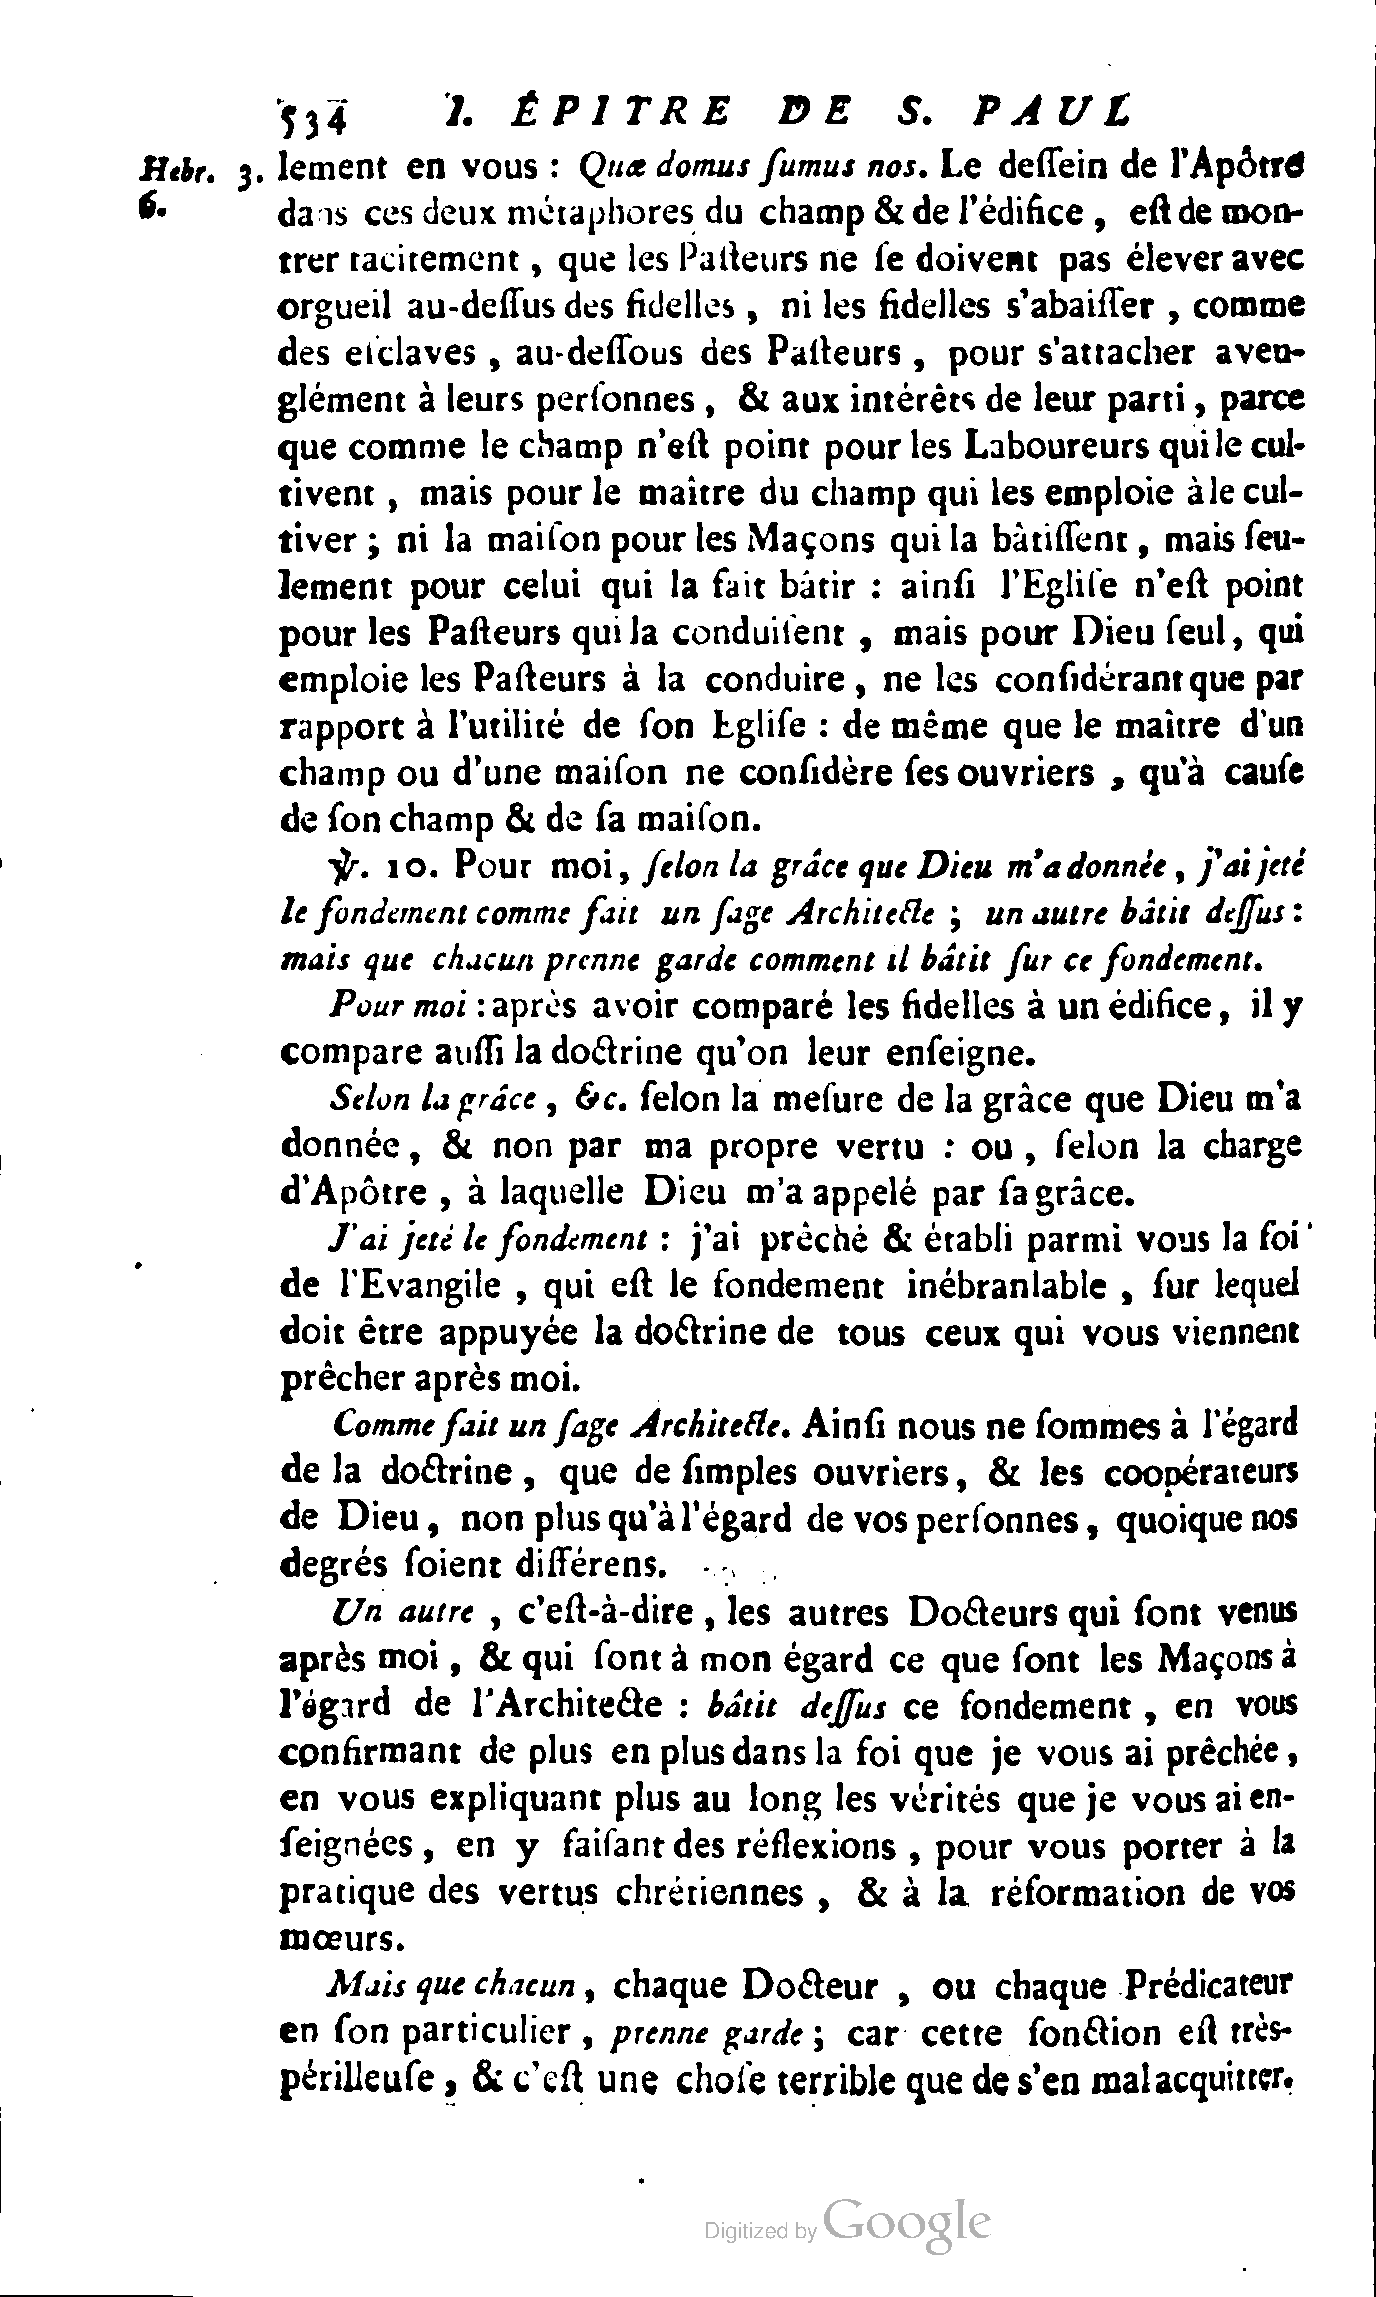 534 I. ÉPITRE DE S. PAUL
Hebr. 3. lement en vous : Quæ domus ſumus nos. Le deſſein de l'Apôtre
6. dans ces deux métaphores du champ & de l'édifice, eſt de mon-
trer tacitement, que les Paſteurs ne ſe doivent pas élever avec
orgueil au-deſſus des fidelles, ni les fidelles s'abaiſſer, comme
des eſclaves, au-deſſous des Paſteurs, pour s'attacher aveu-
glément à leurs perſonnes, & aux intérêts de leur parti, parce
que comme le champ n'eſt point pour les Laboureurs qui le cul-
tivent, mais pour le maître du champ qui les emploie à le cul-
tiver ; ni la maiſon pour les Maçons qui la bâtiſſent, mais ſeu-
lement pour celui qui la fait bâtir : ainſi l'Egliſe n'eſt point
pour les Paſteurs qui la conduiſent, mais pour Dieu ſeul, qui
emploie les Paſteurs à la conduire, ne les conſidérant que par
rapport à l'utilité de ſon Egliſe : de même que le maître d'un
champ ou d'une maiſon ne conſidère ſes ouvriers, qu'à cauſe
de ſon champ & de ſa maiſon.
℣. 10. Pour moi, ſelon la grâce que Dieu m'a donnée, j'ai jeté
le fondement comme fait un ſage Architecte ; un autre bâtit deſſus :
mais que chacun prenne garde comment il bâtit ſur ce fondement.
Pour moi : après avoir comparé les fidelles à un édifice, il y
compare auſſi la doctrine qu'on leur enſeigne.
Selon la grâce, &c. ſelon la meſure de la grâce que Dieu m'a
donnée, & non par ma propre vertu : ou, ſelon la charge
d'Apôtre, à laquelle Dieu m'a appelé par ſa grâce.
J'ai jeté le fondement : j'ai prêché & établi parmi vous la foi
de l'Evangile, qui eſt le fondement inébranlable, ſur lequel
doit être appuyée la doctrine de tous ceux qui vous viennent
prêcher après moi.
Comme fait un ſage Architecte. Ainſi nous ne ſommes à l'égard
de la doctrine, que de ſimples ouvriers, & les coopérateurs
de Dieu, non plus qu'à l'égard de vos perſonnes, quoique nos
degrés ſoient différens.
Un autre, c'eſt-à-dire, les autres Docteurs qui ſont venus
après moi, & qui ſont à mon égard ce que ſont les Maçons à
l'égard de l'Architecte : bâtit deſſus ce fondement, en vous
confirmant de plus en plus dans la foi que je vous ai prêchée,
en vous expliquant plus au long les vérités que je vous ai en-
ſeignées, en y faiſant des réflexions, pour vous porter à la
pratique des vertus chrétiennes, & à la réformation de vos
mœurs.
Mais que chacun, chaque Docteur, ou chaque Prédicateur
en ſon particulier, prenne garde ; car cette fonction eſt très-
périlleuſe, & c'eſt une choſe terrible que de s'en mal acquitter.
Digitized by Google